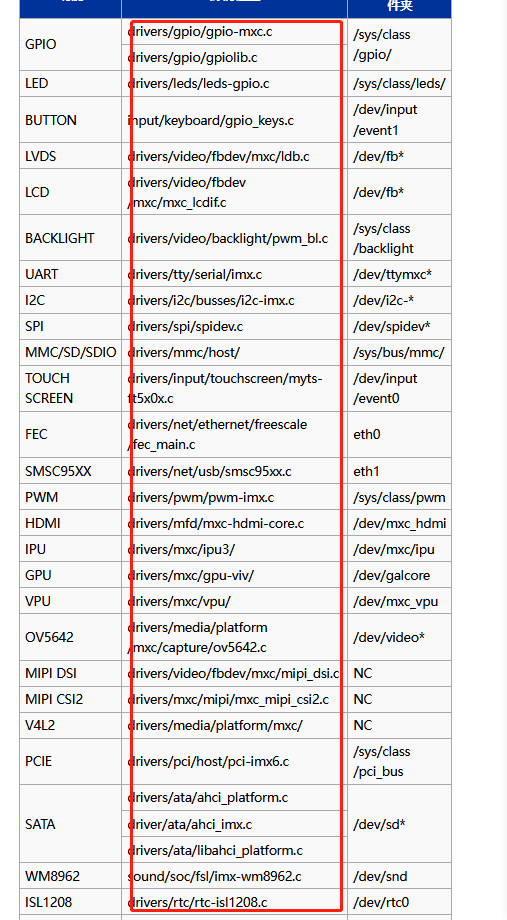 件夹
GPIO
drivers/gpio/gpio-mxc.c
drivers/gpio/gpiolib.c
/sys/class
/gpio/
LED
drivers/leds/leds-gpio.c
/sys/class/leds/
BUTTON
input/keyboard/gpio_keys.c
/dev/input
/event1
LVDS
drivers/video/fbdev/mxc/ldb.c
/dev/fb*
LCD
drivers/video/fbdev
/mxc/mxc_lcdif.c
/dev/fb*
BACKLIGHT
drivers/video/backlight/pwm_bl.c
/sys/class
/backlight
UART
drivers/tty/serial/imx.c
/dev/ttymxc*
I2C
drivers/i2c/busses/i2c-imx.c
/dev/i2c-*
SPI
drivers/spi/spidev.c
/dev/spidev*
MMC/SD/SDIO
drivers/mmc/host/
/sys/bus/mmc/
TOUCH
SCREEN
drivers/input/touchscreen/myts-
ft5x0x.c
/dev/input
/event0
FEC
drivers/net/ethernet/freescale
/fec_main.c
eth0
SMSC95XX
drivers/net/usb/smsc95xx.c
eth1
PWM
drivers/pwm/pwm-imx.c
/sys/class/pwm
HDMI
drivers/mfd/mxc-hdmi-core.c
/dev/mxc_hdmi
IPU
drivers/mxc/ipu3/
/dev/mxc/ipu
GPU
drivers/mxc/gpu-viv/
/dev/galcore
VPU
drivers/mxc/vpu/
/dev/mxc_vpu
OV5642
drivers/media/platform
/mxc/capture/ov5642.c
/dev/video*
MIPI DSI
drivers/video/fbdev/mxc/mipi_dsi.c
NC
MIPI CSI2
drivers/mxc/mipi/mxc_mipi_csi2.c
NC
V4L2
drivers/media/platform/mxc/
NC
PCIE
drivers/pci/host/pci-imx6.c
/sys/class
/pci_bus
SATA
drivers/ata/ahci_platform.c
driver/ata/ahci_imx.c
drivers/ata/libahci_platform.c
/dev/sd*
WM8962
sound/soc/fsl/imx-wm8962.c
/dev/snd
ISL1208
drivers/rtc/rtc-isl1208.c
/dev/rtc0